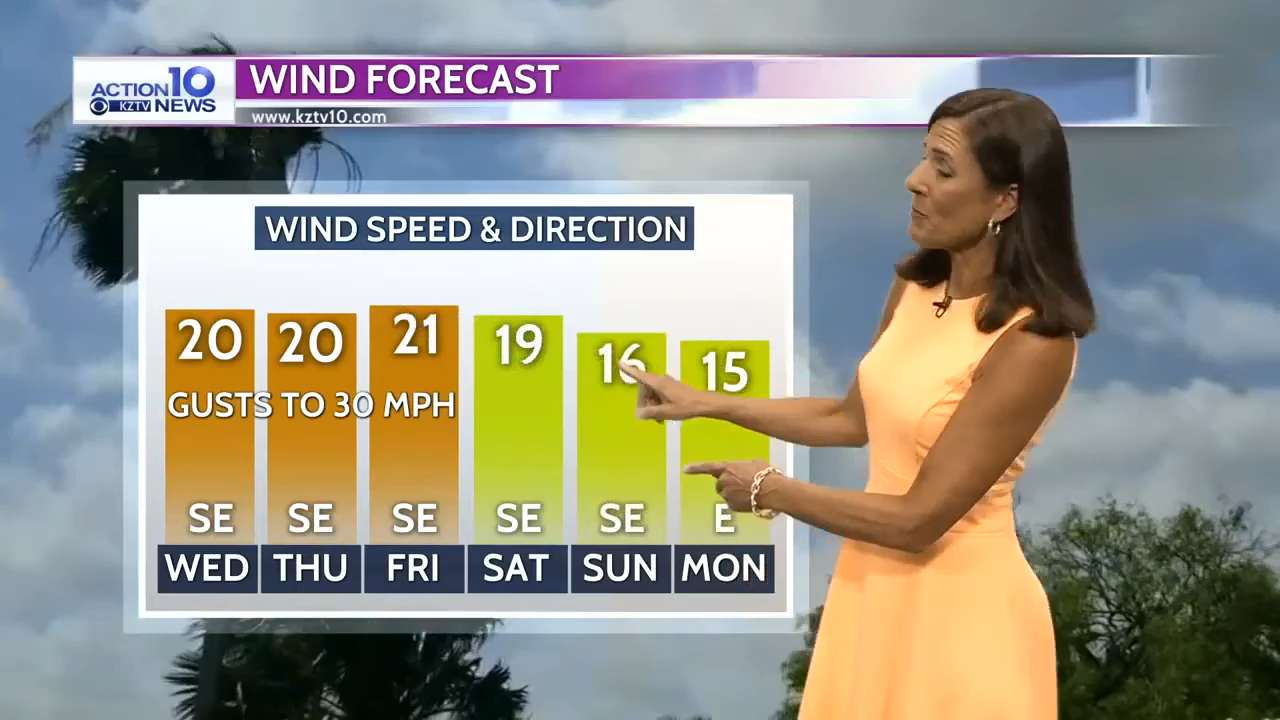 ACTION 10
KZTV NEWS
WIND FORECAST
www.kztv10.com
WIND SPEED & DIRECTION
20 20 21 19 16 15
GUSTS TO 30 MPH
SE SE SE SE SE E
WED THU FRI SAT SUN MON